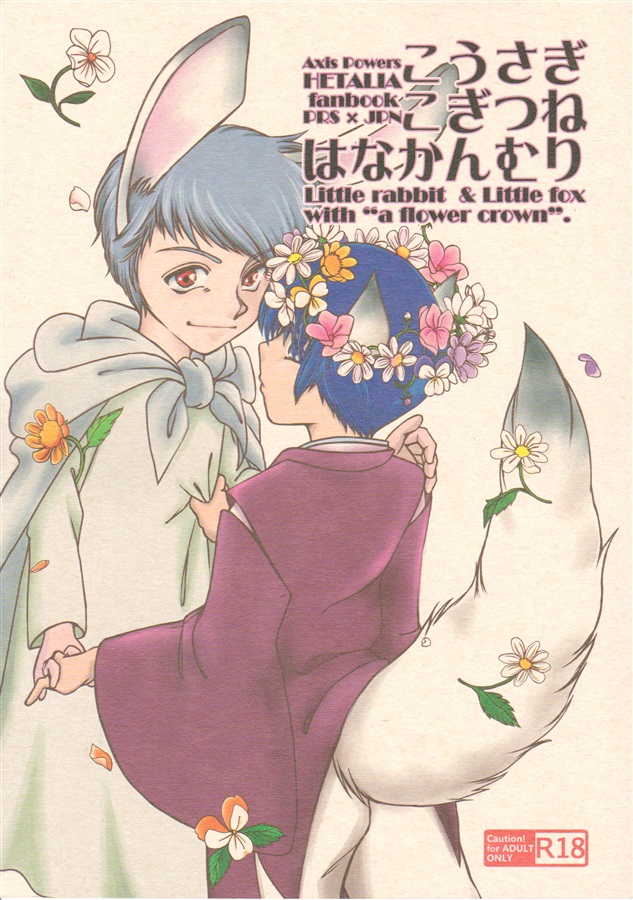 Axis Powers
HETALIA
fanbook
PRS × JPN
こうさぎ
こぎつね
はなかんむり
Little rabbit & Little fox
with “a flower crown”.
Caution!
for ADULT
ONLY
R18